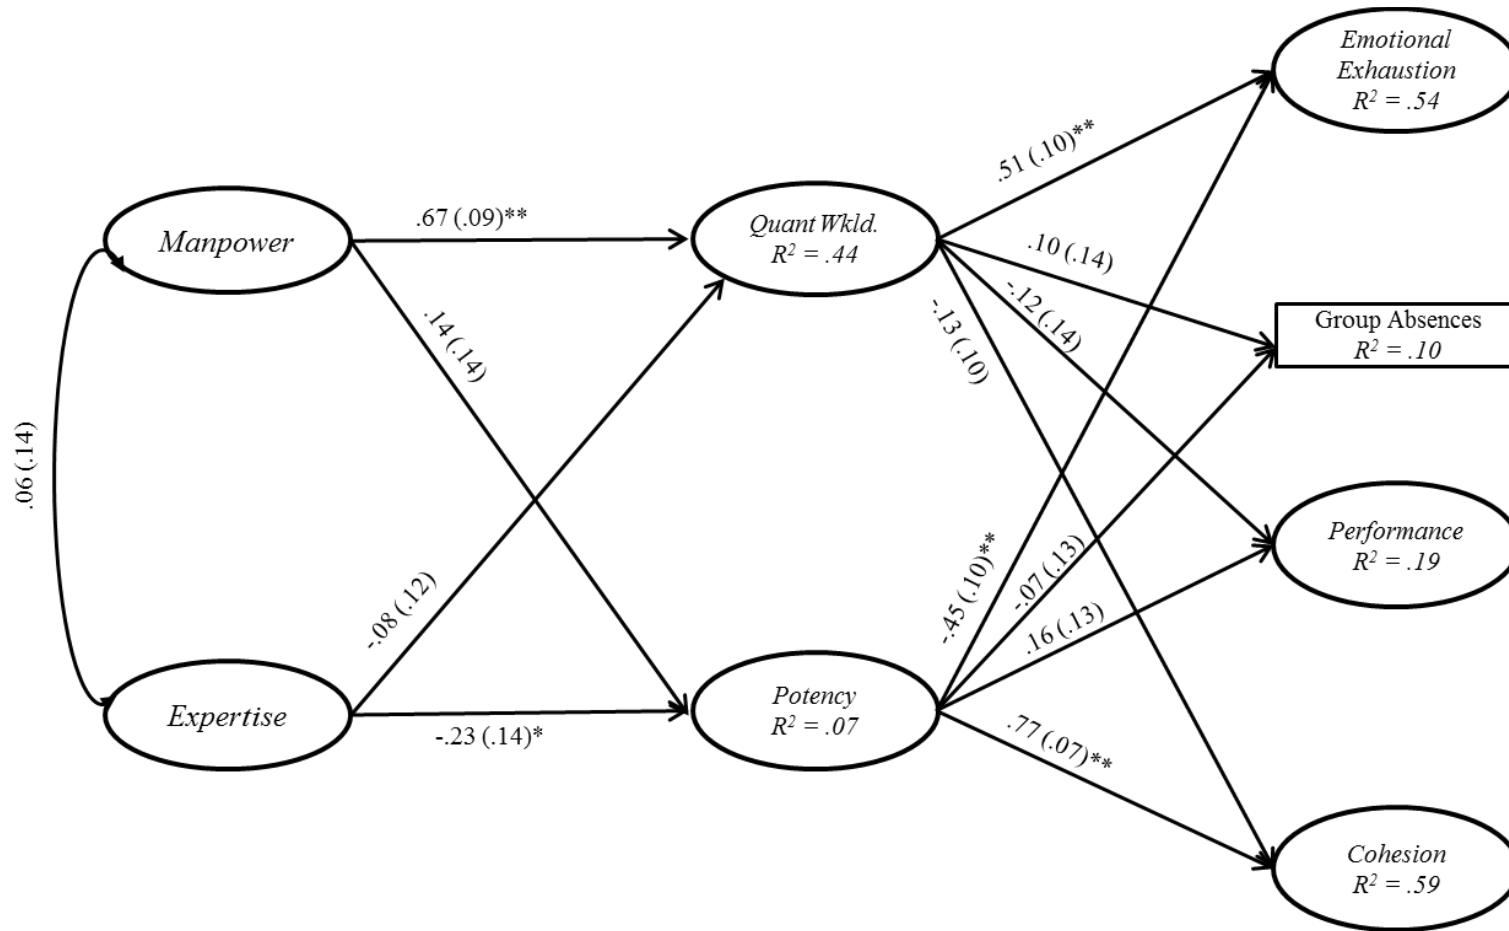 Emotional
Exhaustion
R² = .54
.51 (.10)**
.67 (.09)**
Quant Wkld.
R² = .44
Manpower
.10 (.14)
-.12 (.14)
-.13 (.10)
Group Absences
R² = .10
.14 (.14)
.06 (.14)
Performance
R² = .19
-.08 (.12)
-.45 (.10)**
-.07 (.13)
.16 (.13)
Expertise
-.23 (.14)*
Potency
R² = .07
.77 (.07)**
Cohesion
R² = .59